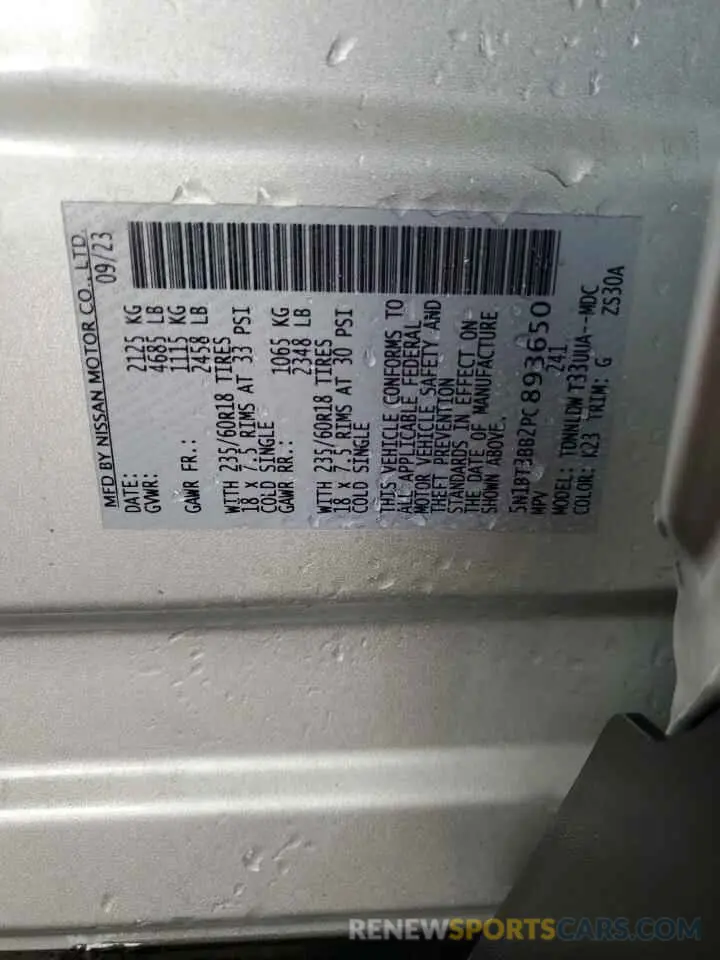 MFD BY NISSAN MOTOR CO., LTD.
DATE: 09/23
GVWR: 2125 KG
4685 LB
GAWR FR.: 1115 KG
2458 LB
WITH 235/60R18 TIRES
18 X 7.5 RIMS AT 33 PSI
COLD SINGLE
GAWR RR.: 1065 KG
2348 LB
WITH 235/60R18 TIRES
18 X 7.5 RIMS AT 30 PSI
COLD SINGLE
THIS VEHICLE CONFORMS TO
ALL APPLICABLE FEDERAL
MOTOR VEHICLE SAFETY AND
THEFT PREVENTION
STANDARDS IN EFFECT ON
THE DATE OF MANUFACTURE
SHOWN ABOVE.
5N1BT3BB2PC893650
MPV 241
MODEL: TDNNLDW T33UUA--MDC
COLOR: K23 TRIM: G ZS30A
RENEWSPORTSCARS.COM